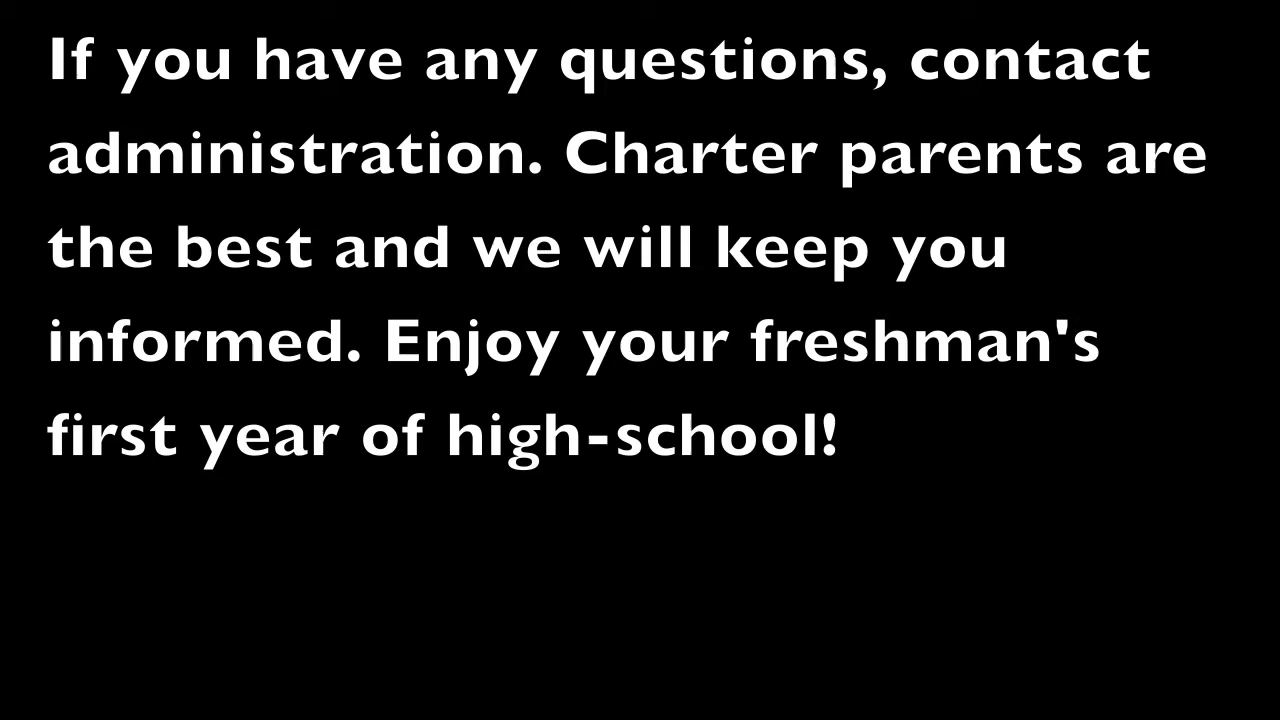 If you have any questions, contact
administration. Charter parents are
the best and we will keep you
informed. Enjoy your freshman's
first year of high-school!